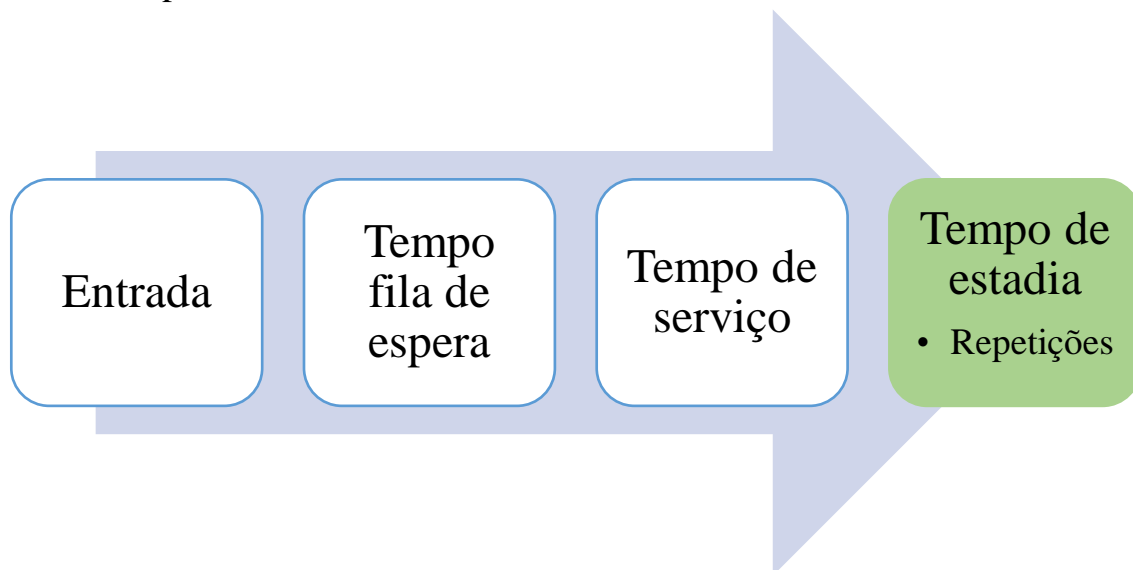 Entrada
Tempo
fila de
espera
Tempo de
serviço
Tempo de
estadia
• Repetições